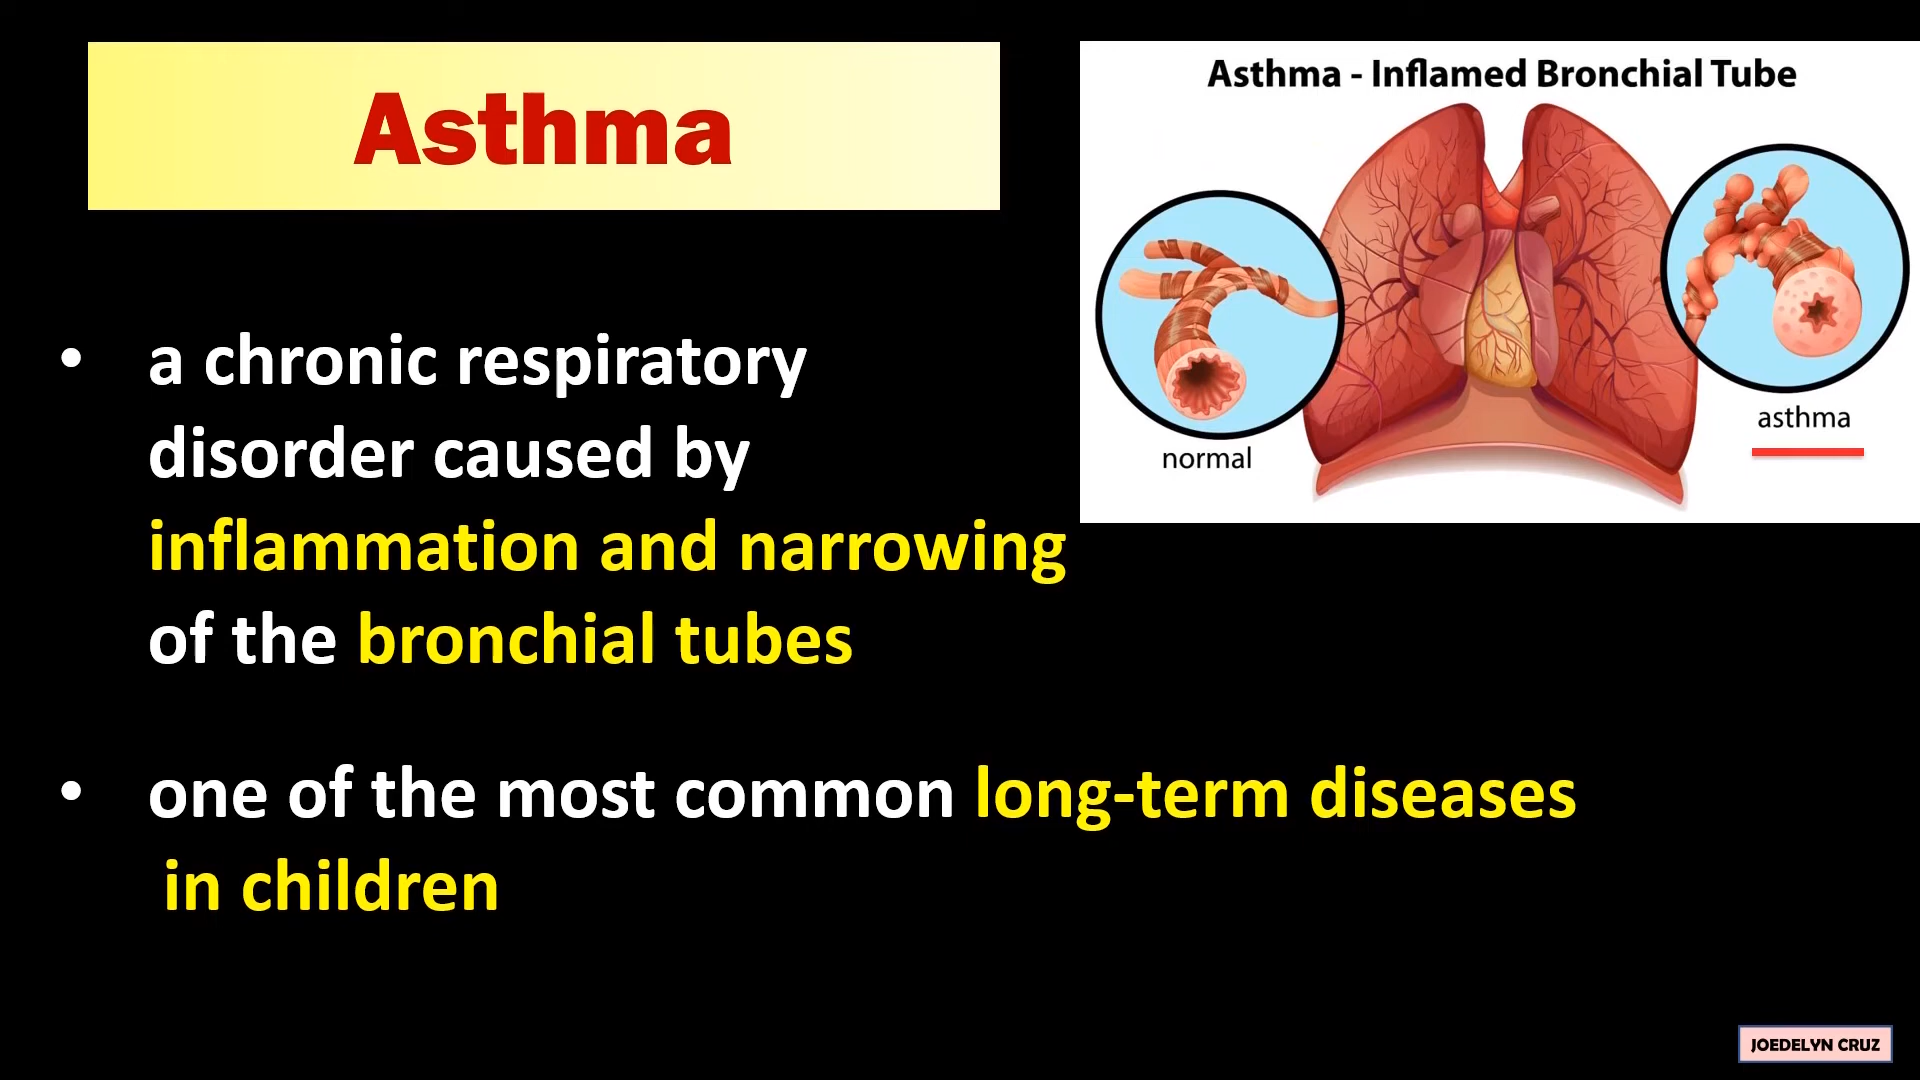 Asthma
Asthma - Inflamed Bronchial Tube
normal
asthma
• a chronic respiratory
disorder caused by
inflammation and narrowing
of the bronchial tubes
• one of the most common long-term diseases
in children
JOEDELYN CRUZ